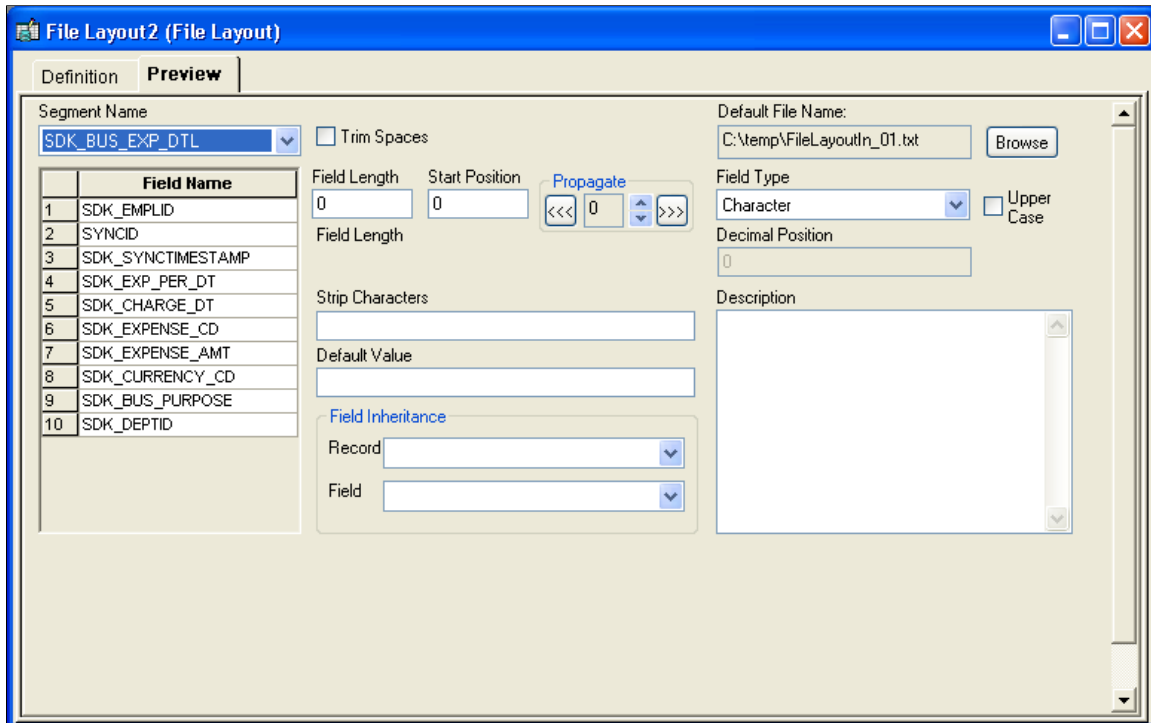 File Layout2 (File Layout)
Definition Preview
Segment Name
SDK_BUS_EXP_DTL
Trim Spaces
Default File Name:
C:\temp\FileLayoutIn_01.txt
Browse
Field Name
1 SDK_EMPLID
2 SYNCID
3 SDK_SYNCTIMESTAMP
4 SDK_EXP_PER_DT
5 SDK_CHARGE_DT
6 SDK_EXPENSE_CD
7 SDK_EXPENSE_AMT
8 SDK_CURRENCY_CD
9 SDK_BUS_PURPOSE
10 SDK_DEPTID
Field Length Start Position
0 0
Propagate
<<< 0 >>>
Field Length
Field Type
Character
Upper
Case
Decimal Position
0
Strip Characters
Default Value
Field Inheritance
Record
Field
Description